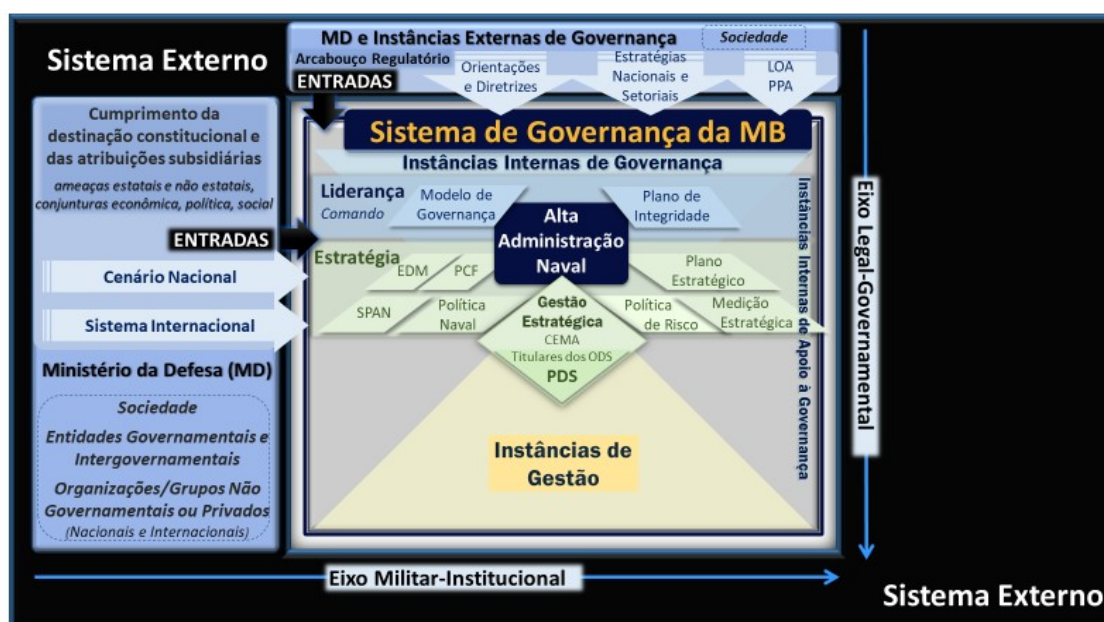 Sistema Externo
MD e Instâncias Externas de Governança
Sociedade
Arcabouço Regulatório
ENTRADAS
Orientações
e Diretrizes
Estratégias
Nacionais e
Setoriais
LOA
PPA
Cumprimento da
destinação constitucional e
das atribuições subsidiárias
ameaças estatais e não estatais,
conjunturas econômica, política, social
ENTRADAS
Cenário Nacional
Sistema Internacional
Ministério da Defesa (MD)
Sociedade
Entidades Governamentais e
Intergovernamentais
Organizações/Grupos Não
Governamentais ou Privados
(Nacionais e Internacionais)
Sistema de Governança da MB
Instâncias Internas de Governança
Liderança
Comando
Modelo de
Governança
Plano de
Integridade
Alta
Administração
Naval
Estratégia
EDM
PCF
Plano
Estratégico
SPAN
Política
Naval
Gestão
Estratégica
CEMA
Titulares dos ODS
PDS
Política
de Risco
Medição
Estratégica
Instâncias de
Gestão
Instâncias Internas de Apoio à Governança
Eixo Legal-Governamental
Eixo Militar-Institucional
Sistema Externo